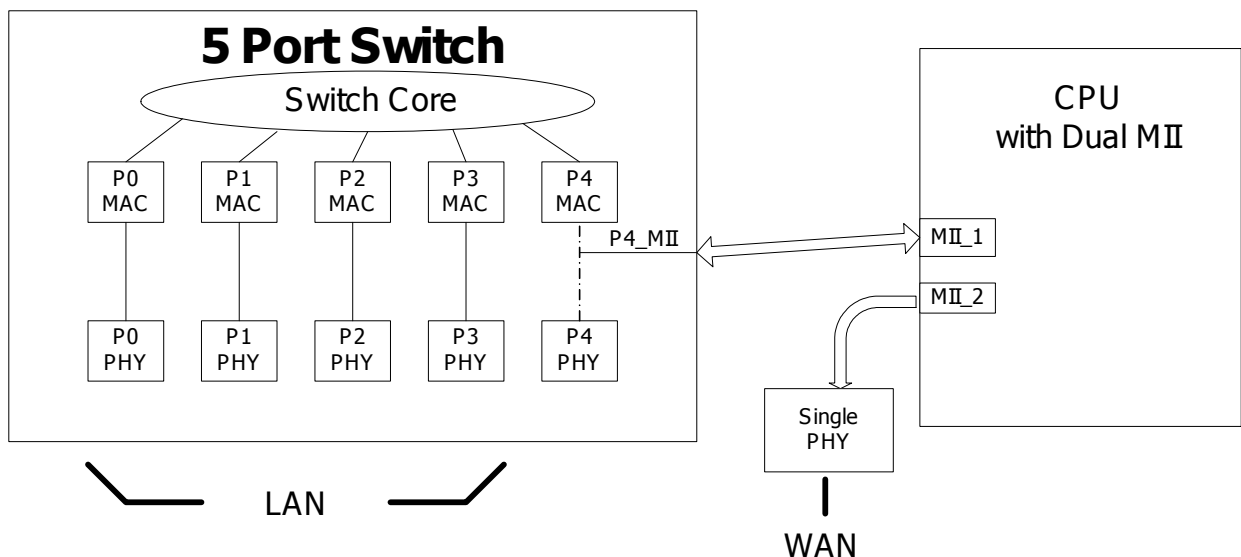 5 Port Switch
Switch Core
P0
MAC
P1
MAC
P2
MAC
P3
MAC
P4
MAC
P4_MII
P0
PHY
P1
PHY
P2
PHY
P3
PHY
P4
PHY
CPU
with Dual MII
MII_1
MII_2
Single
PHY
LAN
WAN